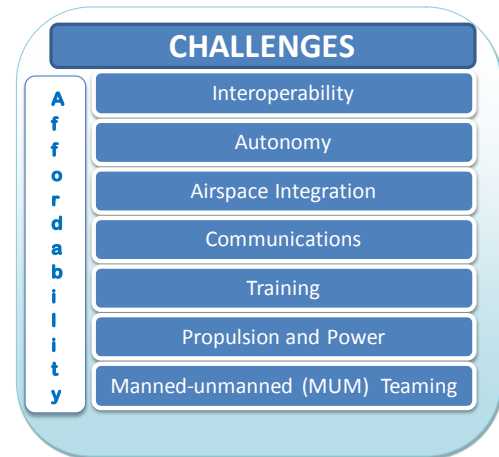 CHALLENGES
Affordability
Interoperability
Autonomy
Airspace Integration
Communications
Training
Propulsion and Power
Manned-unmanned (MUM) Teaming